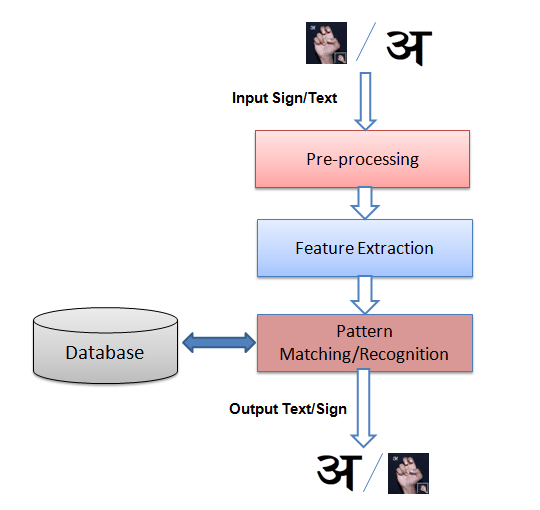 अ
Input Sign/Text
Pre-processing
Feature Extraction
Pattern
Matching/Recognition
Database
Output Text/Sign
अ